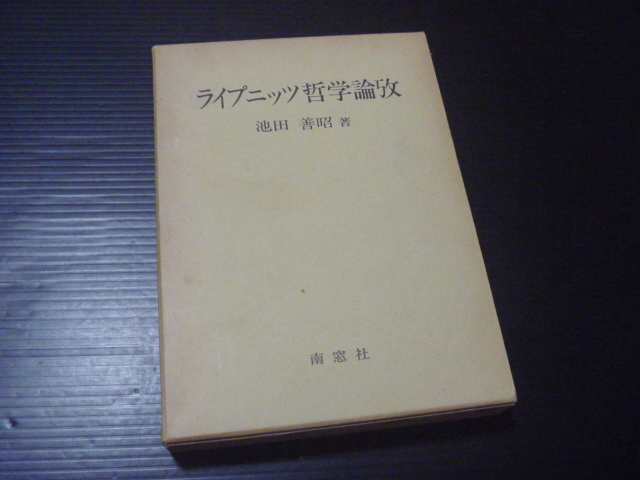 ライプニッツ哲学論攷
池田 善昭 著
南窓社